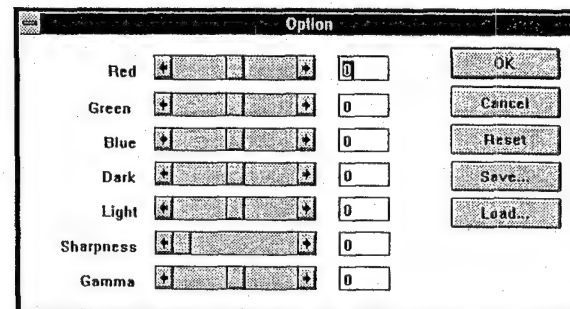 Option
Red 0 OK
Green 0 Cancel
Blue 0 Reset
Dark 0 Save...
Light 0 Load...
Sharpness 0
Gamma 0